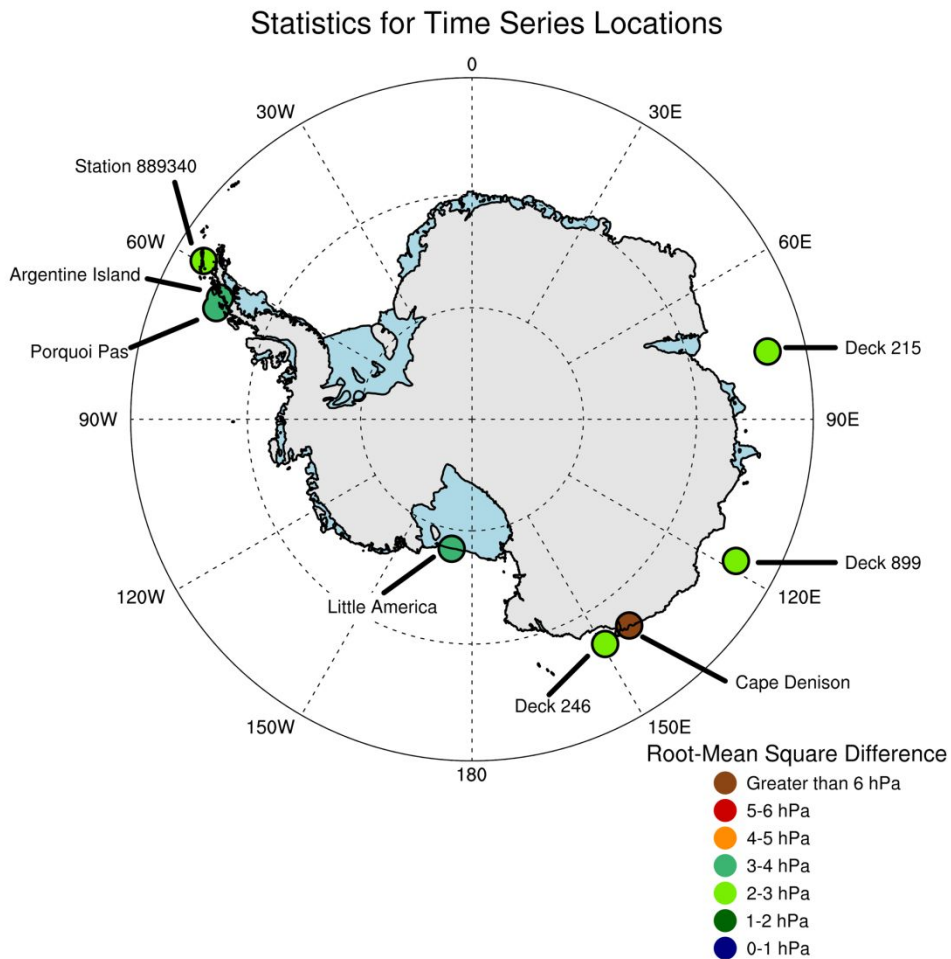 Statistics for Time Series Locations
0
30W
30E
Station 889340
60W
60E
Argentine Island
Porquoi Pas
Deck 215
90W
90E
Deck 899
120W
120E
Little America
Cape Denison
Deck 246
150W
150E
180
Root-Mean Square Difference
Greater than 6 hPa
5-6 hPa
4-5 hPa
3-4 hPa
2-3 hPa
1-2 hPa
0-1 hPa